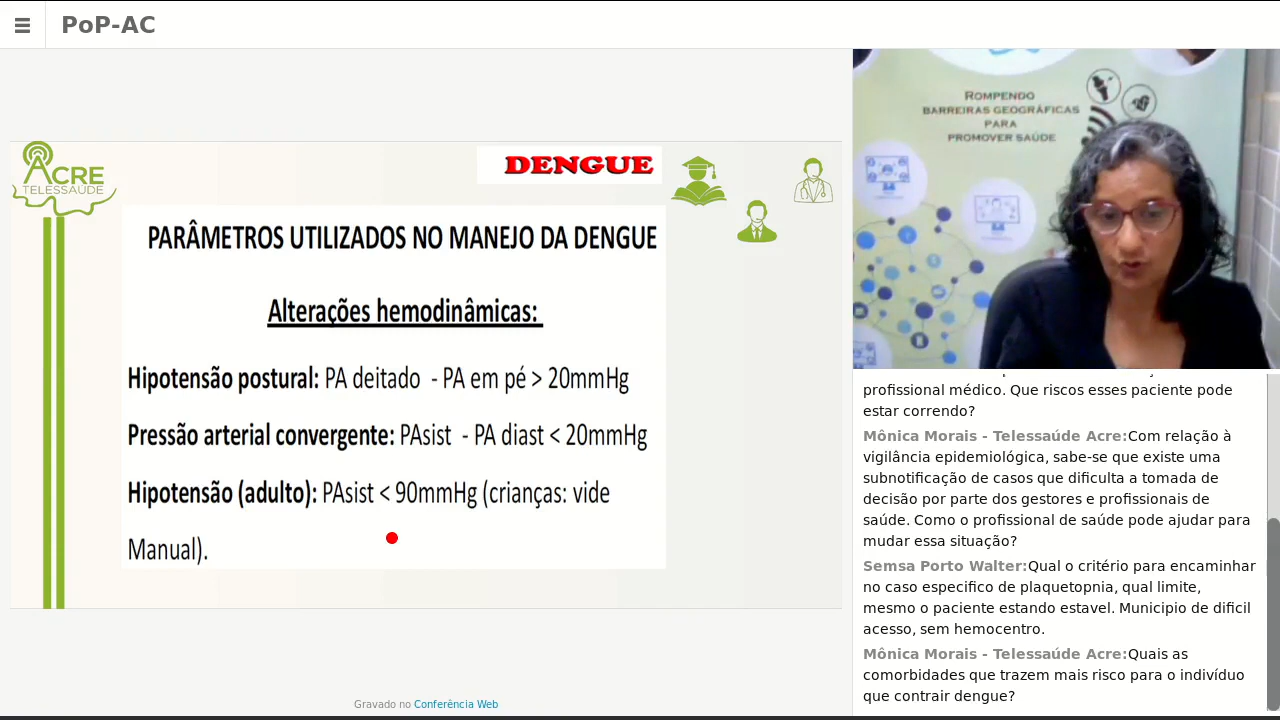 PoP-AC
ACRE
TELESSAÚDE
DENGUE
PARÂMETROS UTILIZADOS NO MANEJO DA DENGUE
Alterações hemodinâmicas:
Hipotensão postural: PA deitado - PA em pé > 20mmHg
Pressão arterial convergente: PAsist - PA diast < 20mmHg
Hipotensão (adulto): PAsist < 90mmHg (crianças: vide
Manual).
Gravado no Conferência Web
ROMPENDO
BARREIRAS GEOGRÁFICAS
PARA
PROMOVER SAÚDE
profissional médico. Que riscos esses paciente pode
estar correndo?
Mônica Morais - Telessaúde Acre:Com relação à
vigilância epidemiológica, sabe-se que existe uma
subnotificação de casos que dificulta a tomada de
decisão por parte dos gestores e profissionais de
saúde. Como o profissional de saúde pode ajudar para
mudar essa situação?
Semsa Porto Walter:Qual o critério para encaminhar
no caso especifico de plaquetopnia, qual limite,
mesmo o paciente estando estavel. Municipio de dificil
acesso, sem hemocentro.
Mônica Morais - Telessaúde Acre:Quais as
comorbidades que trazem mais risco para o indivíduo
que contrair dengue?